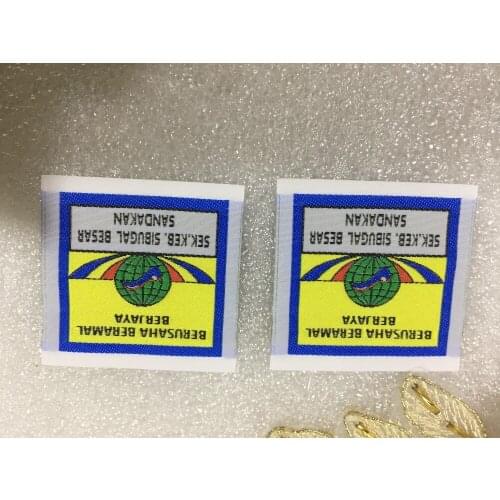 BERUSAHA BERAMAL
BERJAYA
SEK.KEB. SIBUGAL BESAR
SANDAKAN
BERUSAHA BERAMAL
BERJAYA
SEK.KEB. SIBUGAL BESAR
SANDAKAN